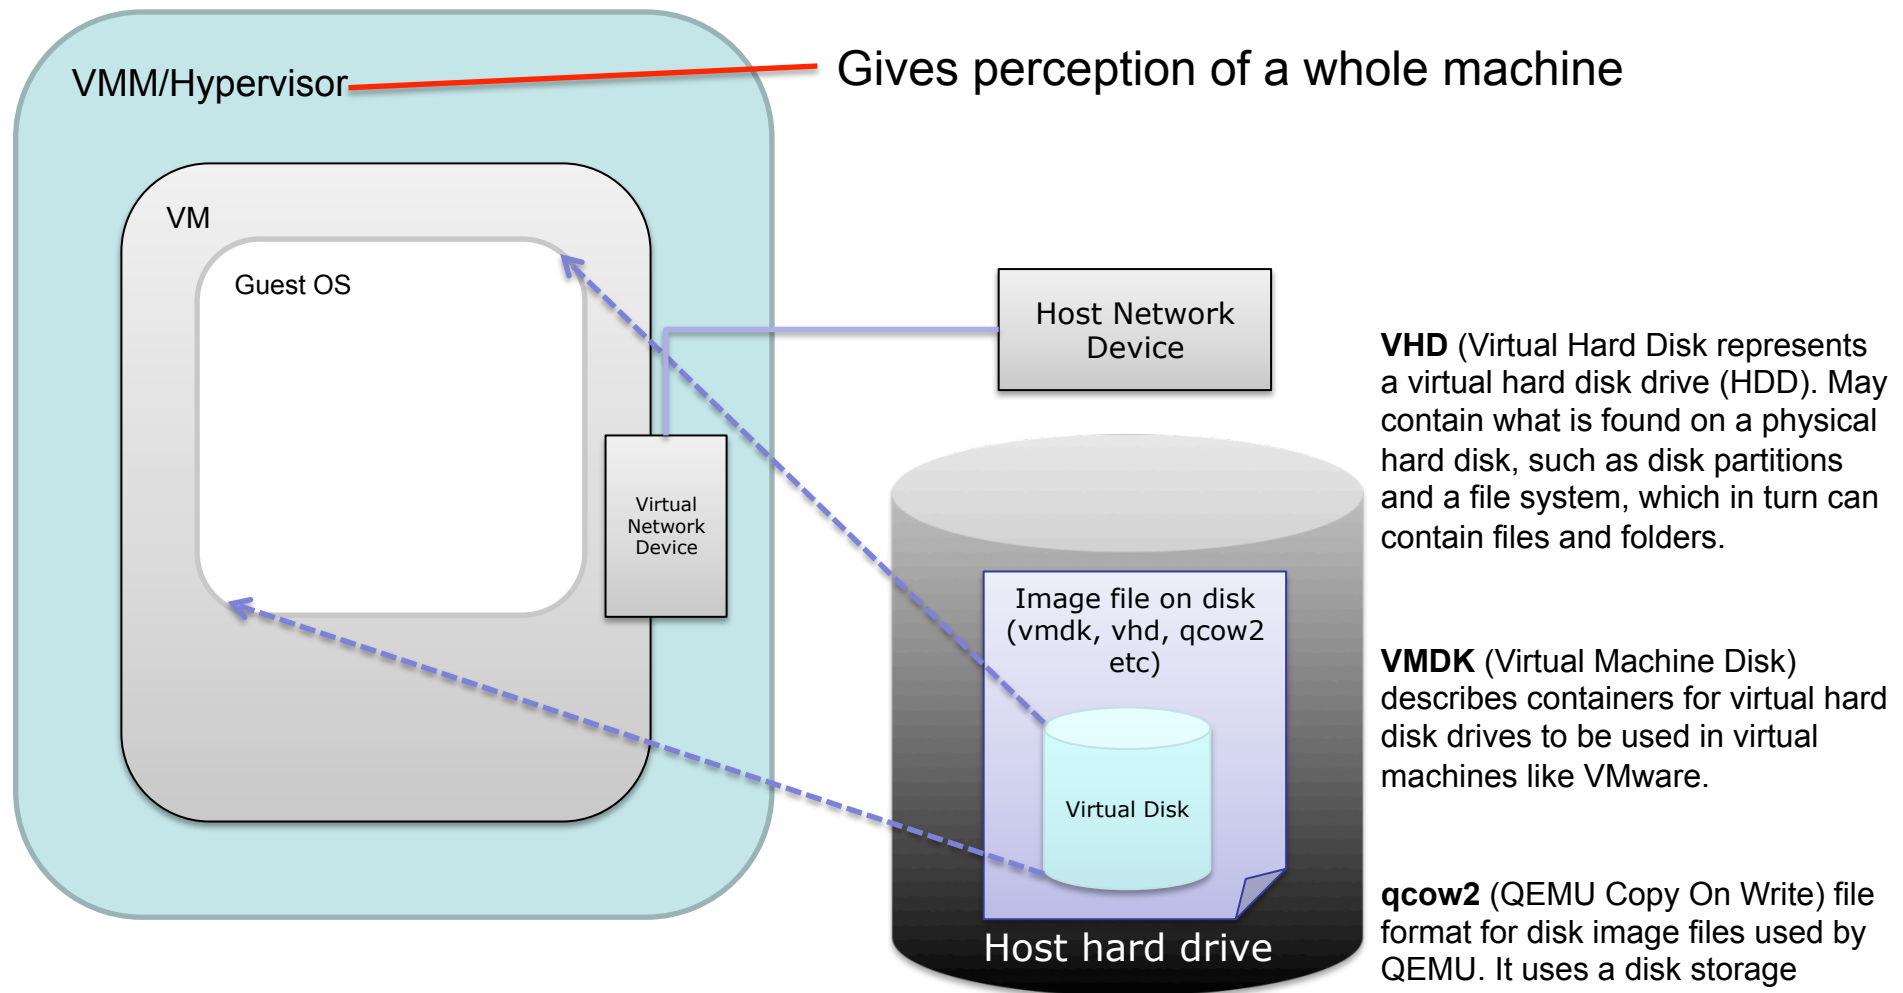 VMM/Hypervisor
Gives perception of a whole machine
VM
Guest OS
Host Network
Device
Virtual
Network
Device
Image file on disk
(vmdk, vhd, qcow2
etc)
Virtual Disk
Host hard drive
VHD (Virtual Hard Disk represents
a virtual hard disk drive (HDD). May
contain what is found on a physical
hard disk, such as disk partitions
and a file system, which in turn can
contain files and folders.
VMDK (Virtual Machine Disk)
describes containers for virtual hard
disk drives to be used in virtual
machines like VMware.
qcow2 (QEMU Copy On Write) file
format for disk image files used by
QEMU. It uses a disk storage